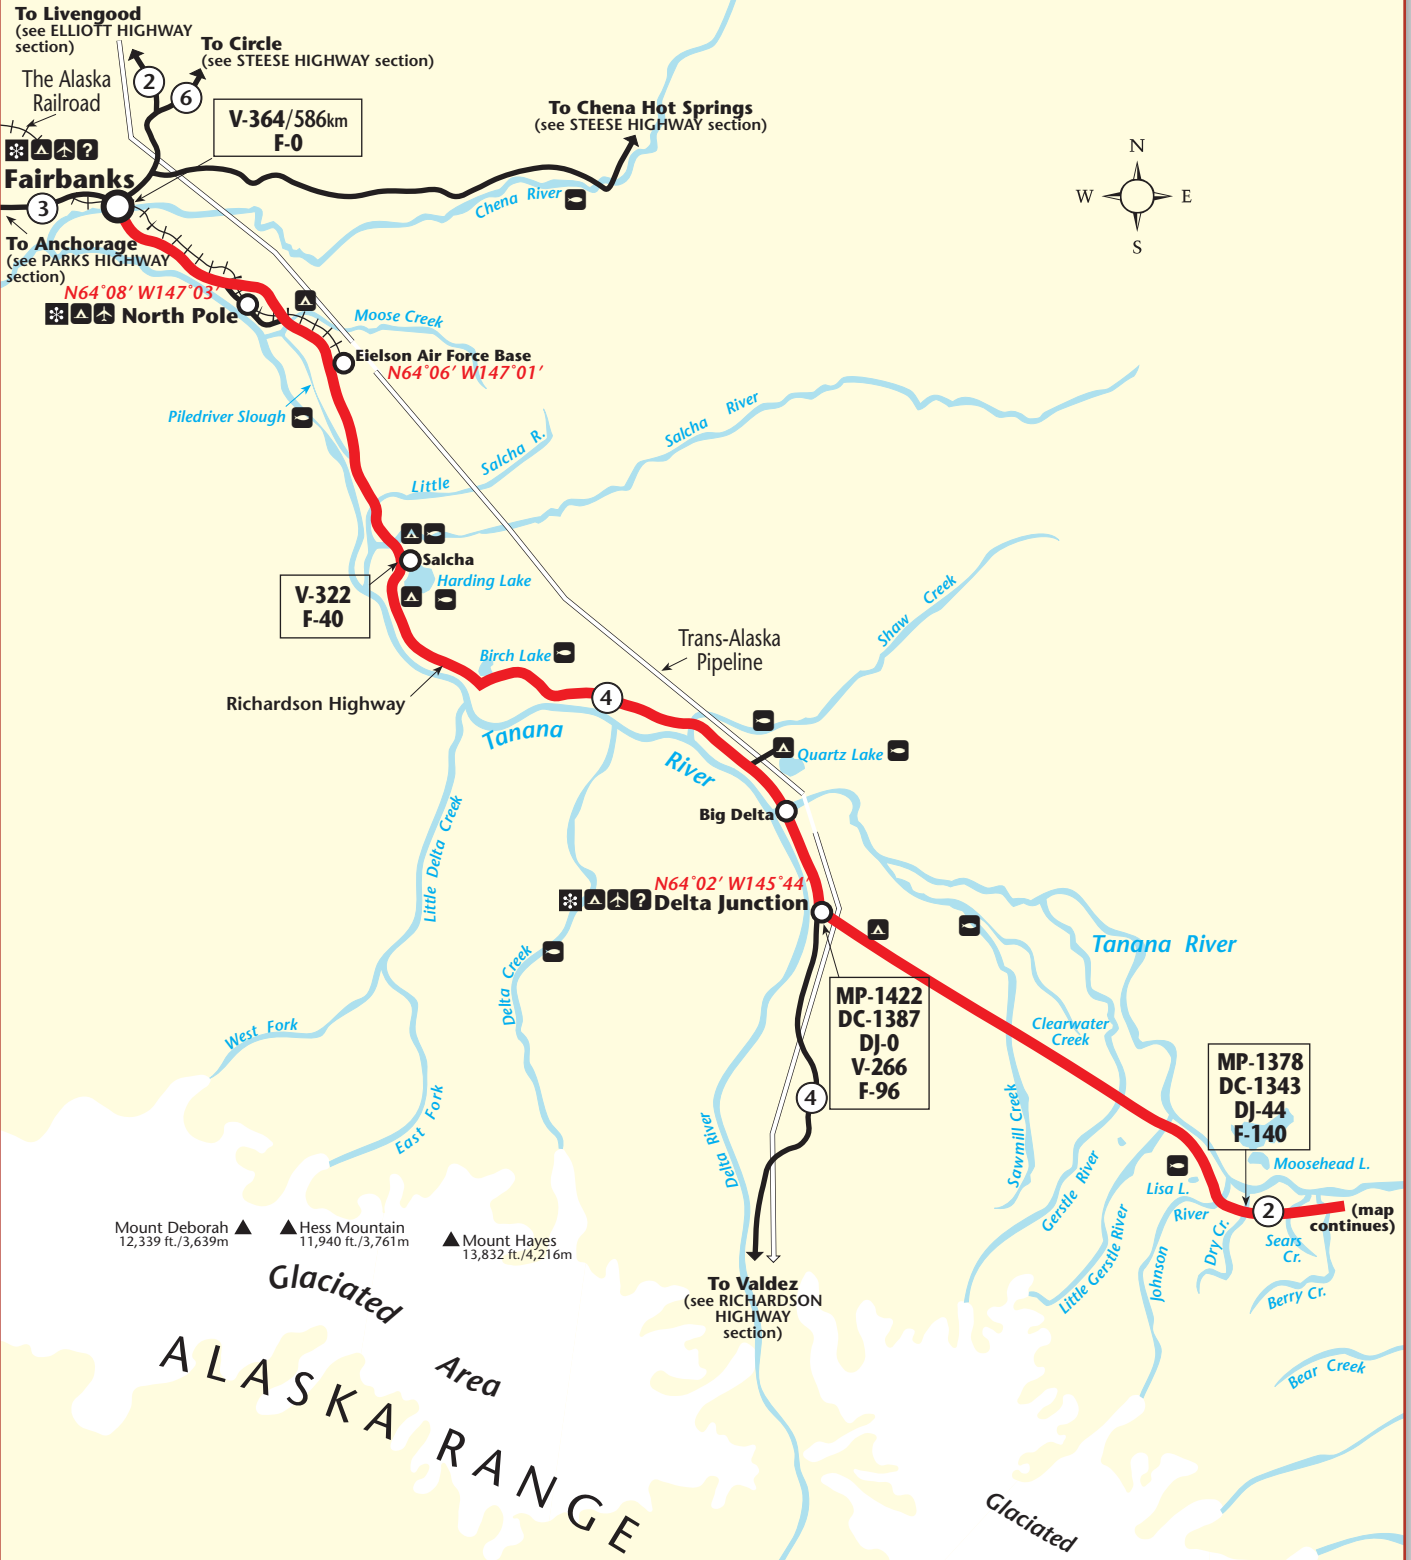 To Livengood
(see ELLIOTT HIGHWAY
section)
To Circle
(see STEESE HIGHWAY section)
2
6
The Alaska
Railroad
V-364/586km
F-0
To Chena Hot Springs
(see STEESE HIGHWAY section)
N
W
E
S
?
Fairbanks
3
Chena River
To Anchorage
(see PARKS HIGHWAY
section)
N64°08' W147°03'
North Pole
Moose Creek
Eielson Air Force Base
N64°06' W147°01'
Piledriver Slough
Little Salcha R.
Salcha River
Salcha
Harding Lake
V-322
F-40
Shaw Creek
Birch Lake
Trans-Alaska
Pipeline
Richardson Highway
4
Tanana River
Quartz Lake
Big Delta
Little Delta Creek
N64°02' W145°44'
?
Delta Junction
Delta Creek
Tanana River
MP-1422
DC-1387
DJ-0
V-266
F-96
West Fork
East Fork
Clearwater
Creek
MP-1378
DC-1343
DJ-44
F-140
4
Delta River
Sawmill Creek
Gerstle River
Little Gerstle River
Lisa L.
Moosehead L.
Johnson River
Dry Cr.
2
(map
continues)
Sears
Cr.
Berry Cr.
Bear Creek
Mount Deborah
12,339 ft./3,639m
Hess Mountain
11,940 ft./3,761m
Mount Hayes
13,832 ft./4,216m
To Valdez
(see RICHARDSON
HIGHWAY
section)
Glaciated
Area
ALASKA RANGE
Glaciated